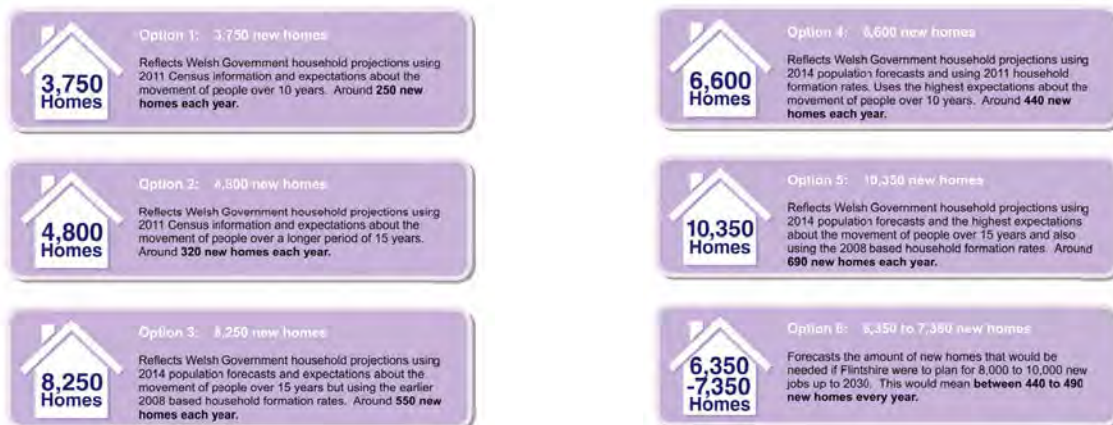 Option 1: 3,750 new homes
3,750
Homes
Reflects Welsh Government household projections using
2011 Census information and expectations about the
movement of people over 10 years. Around 250 new
homes each year.
Option 2: 4,800 new homes
4,800
Homes
Reflects Welsh Government household projections using
2011 Census information and expectations about the
movement of people over a longer period of 15 years.
Around 320 new homes each year.
Option 3: 8,250 new homes
8,250
Homes
Reflects Welsh Government household projections using
2014 population forecasts and expectations about the
movement of people over 15 years but using the earlier
2008 based household formation rates. Around 550 new
homes each year.
Option 4: 6,600 new homes
6,600
Homes
Reflects Welsh Government household projections using
2014 population forecasts and using 2011 household
formation rates. Uses the highest expectations about the
movement of people over 10 years. Around 440 new
homes each year.
Option 5: 10,350 new homes
10,350
Homes
Reflects Welsh Government household projections using
2014 population forecasts and the highest expectations
about the movement of people over 15 years and also
using the 2008 based household formation rates. Around
690 new homes each year.
Option 6: 6,350 to 7,350 new homes
6,350
-7,350
Homes
Forecasts the amount of new homes that would be
needed if Flintshire were to plan for 8,000 to 10,000 new
jobs up to 2030. This would mean between 440 to 490
new homes every year.